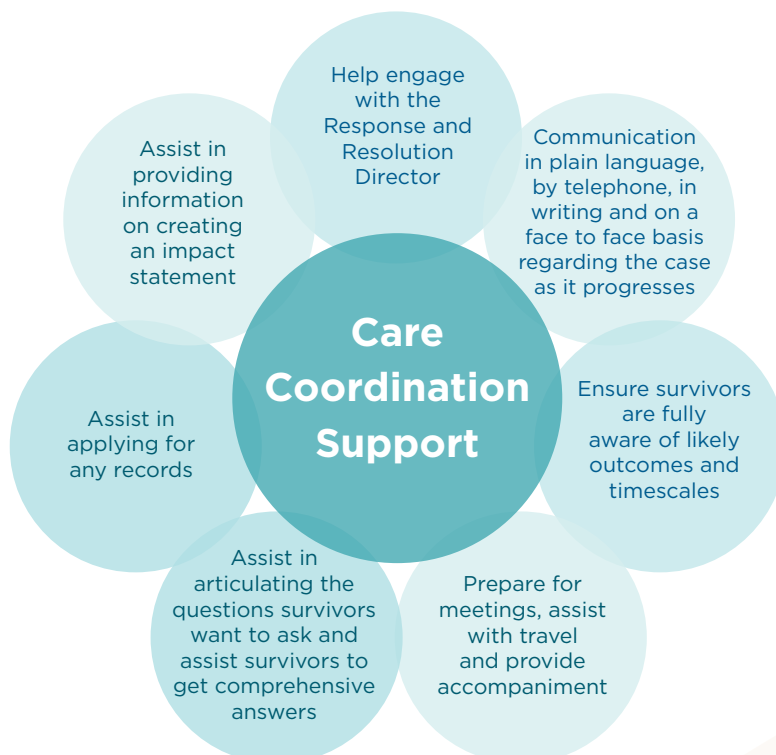 Help engage
with the
Response and
Resolution
Director
Communication
in plain language,
by telephone, in
writing and on a
face to face basis
regarding the case
as it progresses
Ensure survivors
are fully
aware of likely
outcomes and
timescales
Prepare for
meetings, assist
with travel
and provide
accompaniment
Assist in
articulating the
questions survivors
want to ask and
assist survivors to
get comprehensive
answers
Assist in
applying for
any records
Assist in
providing
information
on creating
an impact
statement
Care
Coordination
Support